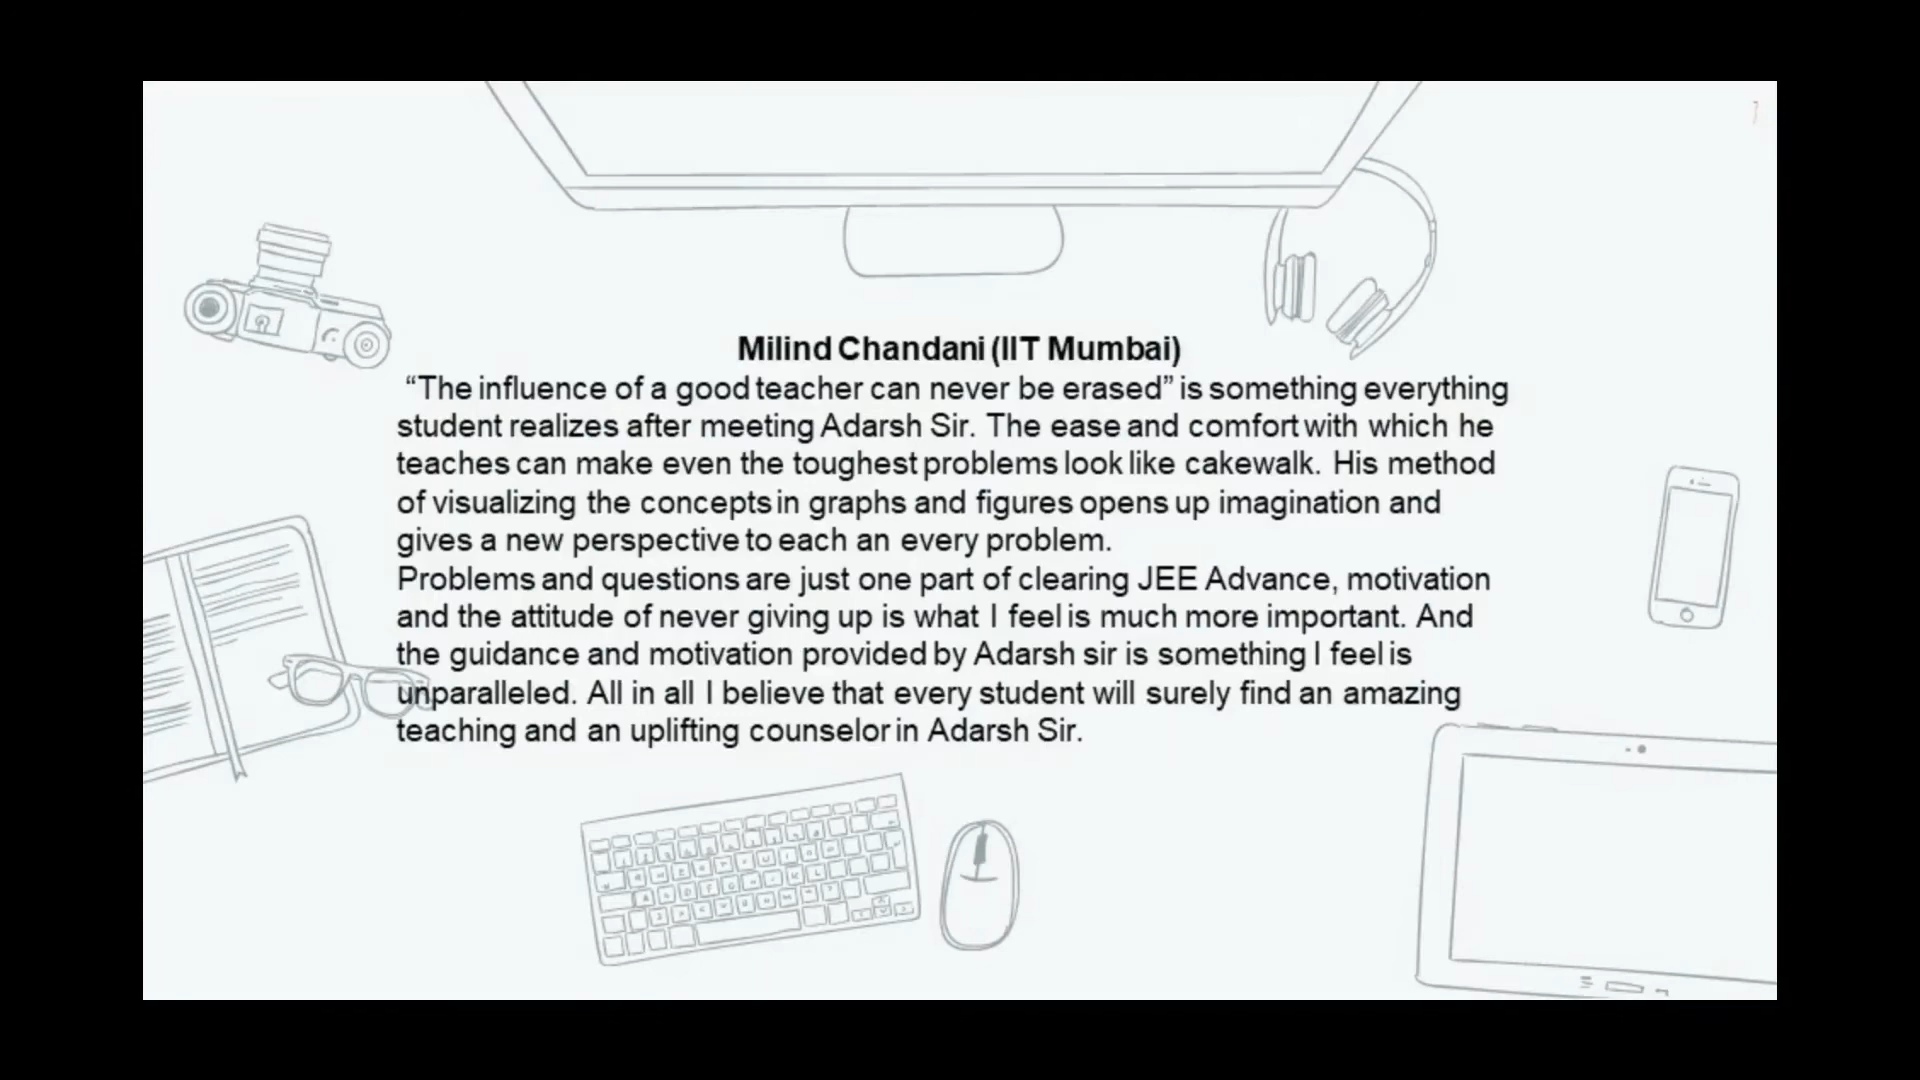 Milind Chandani (IIT Mumbai)
“The influence of a good teacher can never be erased” is something everything
student realizes after meeting Adarsh Sir. The ease and comfort with which he
teaches can make even the toughest problems look like cakewalk. His method
of visualizing the concepts in graphs and figures opens up imagination and
gives a new perspective to each an every problem.
Problems and questions are just one part of clearing JEE Advance, motivation
and the attitude of never giving up is what I feel is much more important. And
the guidance and motivation provided by Adarsh sir is something I feel is
unparalleled. All in all I believe that every student will surely find an amazing
teaching and an uplifting counselor in Adarsh Sir.